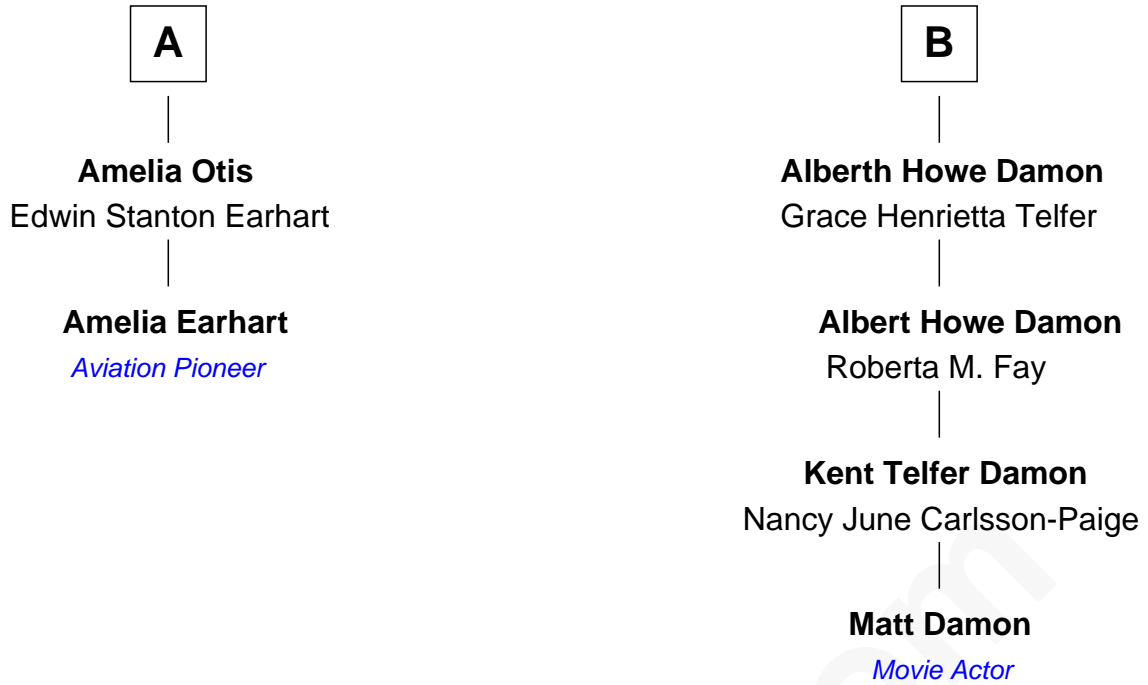 A
Amelia Otis
Edwin Stanton Earhart
Amelia Earhart
Aviation Pioneer
B
Alberth Howe Damon
Grace Henrietta Telfer
Albert Howe Damon
Roberta M. Fay
Kent Telfer Damon
Nancy June Carlsson-Paige
Matt Damon
Movie Actor